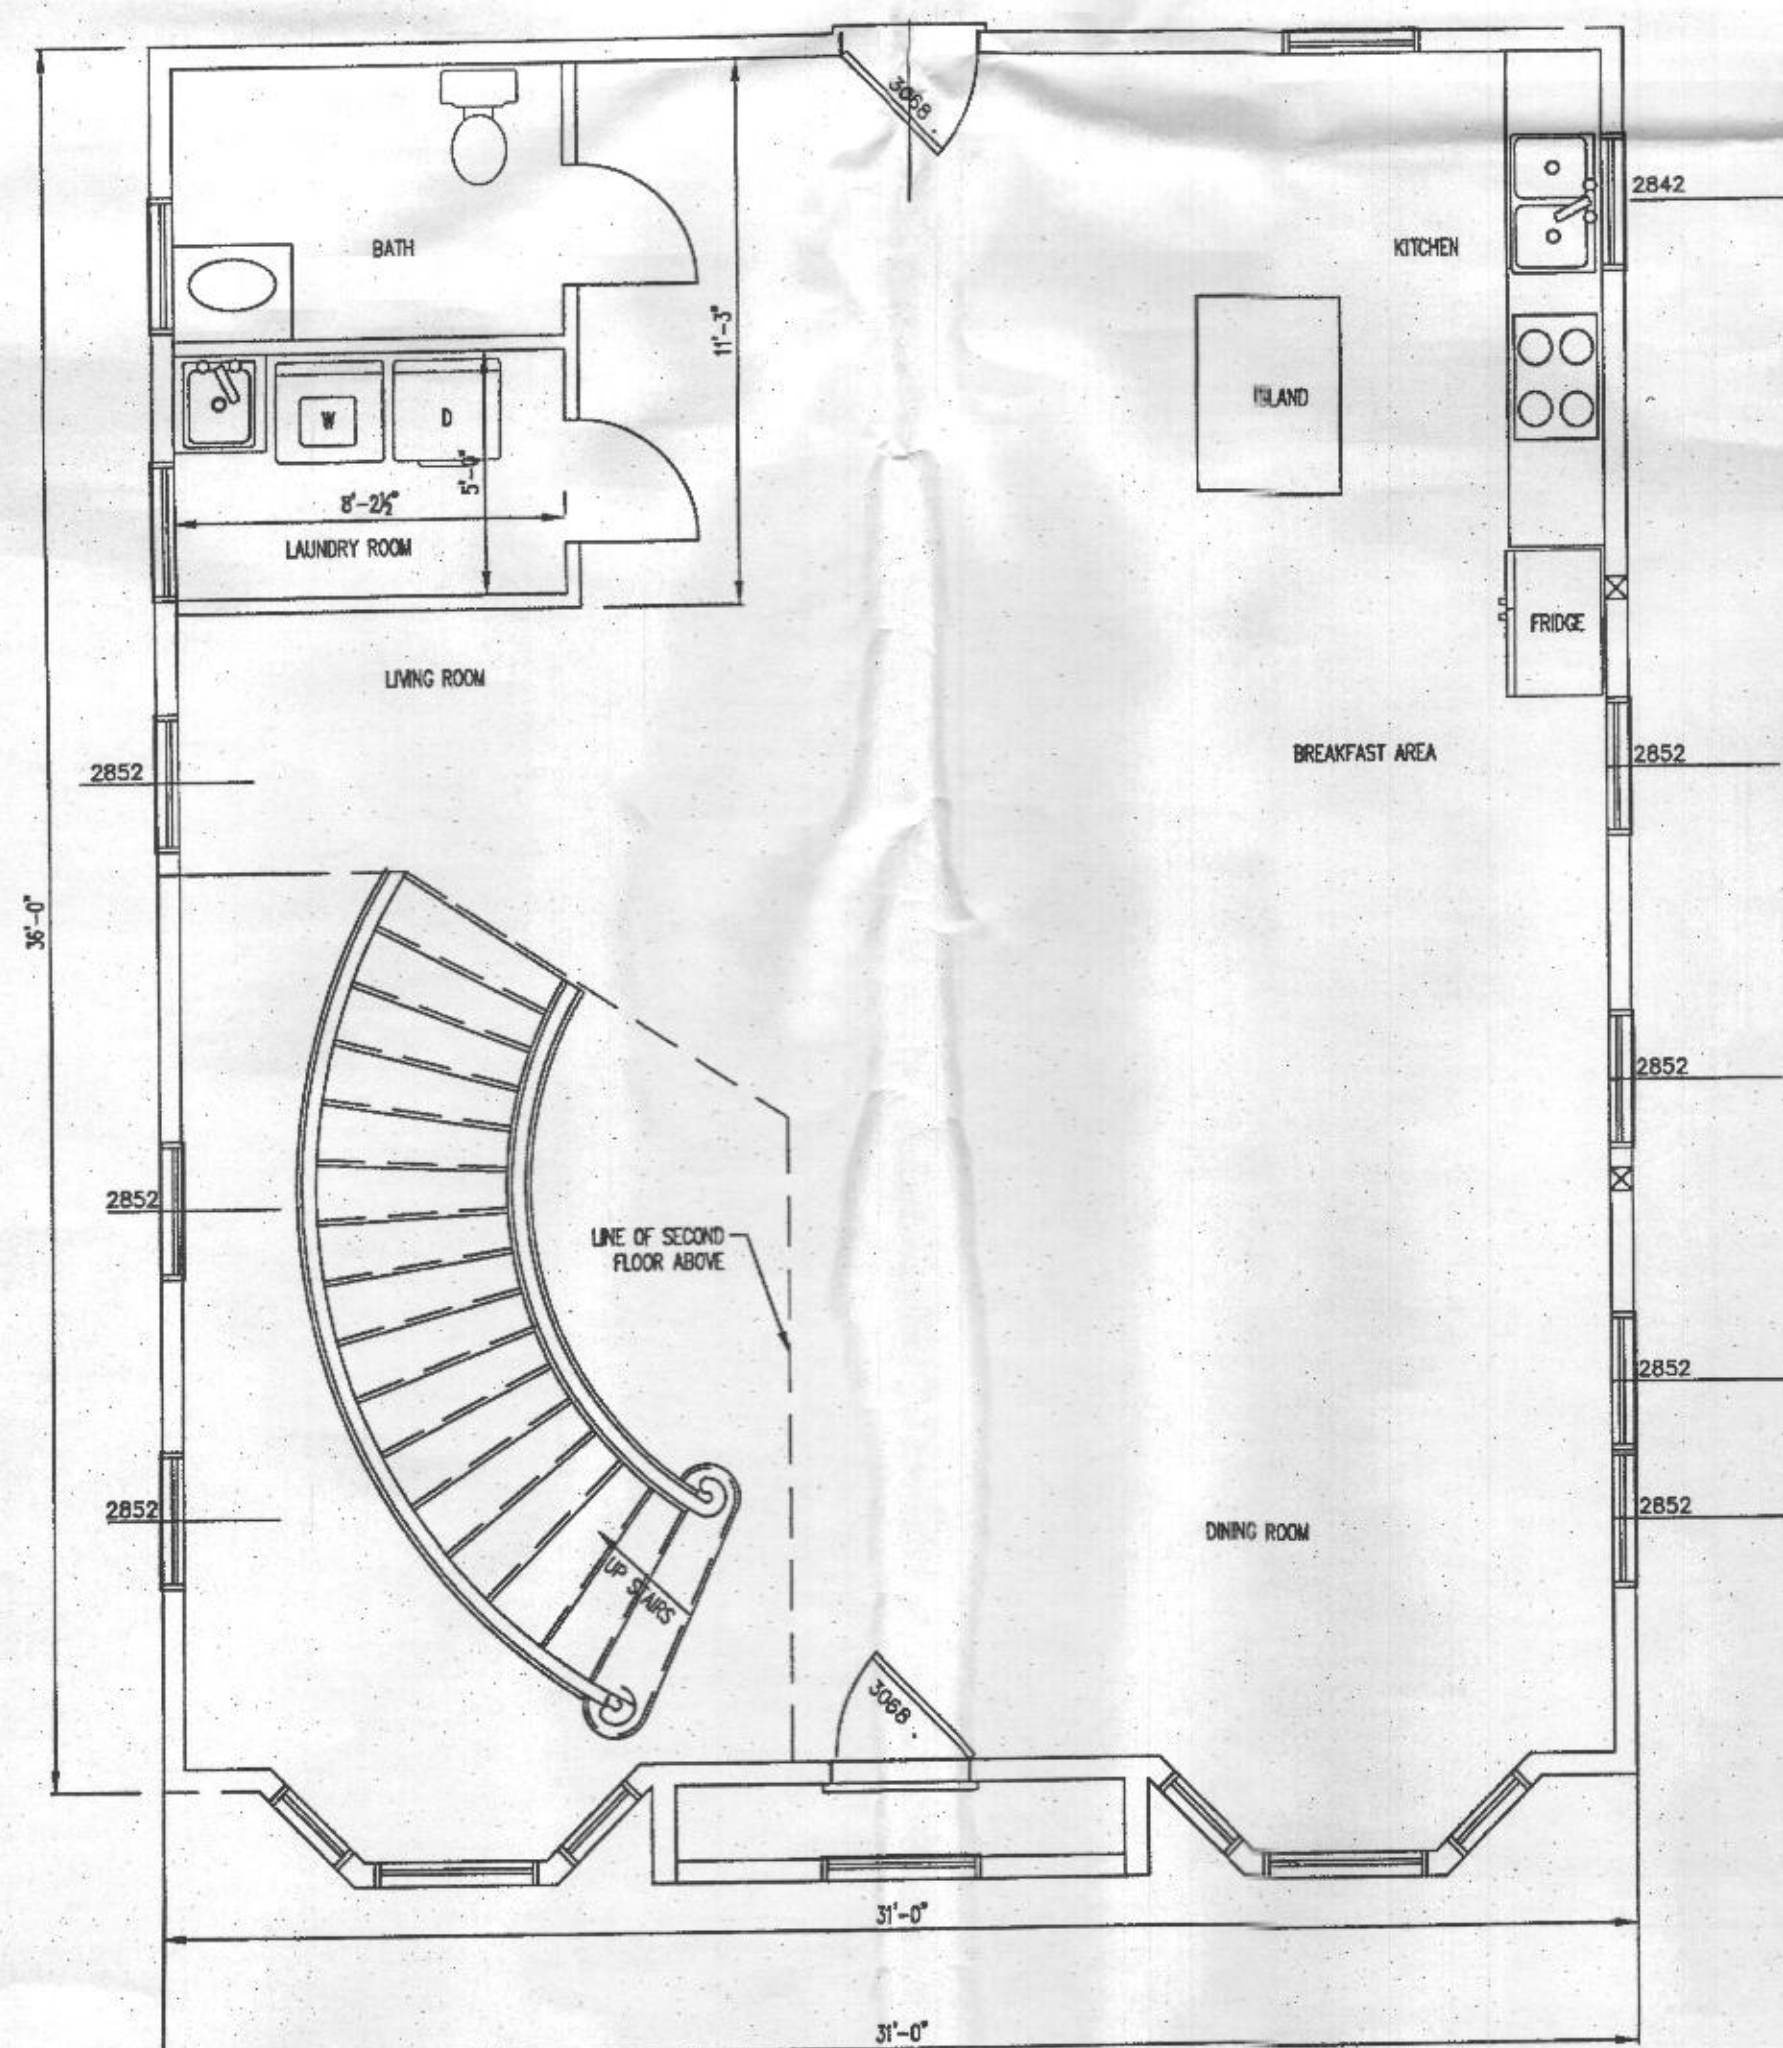 3068
2842
BATH
KITCHEN
11'-3"
ISLAND
W
D
5'-0"
8'-2½"
LAUNDRY ROOM
FRIDGE
LIVING ROOM
BREAKFAST AREA
2852
2852
36'-0"
2852
2852
LINE OF SECOND
FLOOR ABOVE
2852
2852
2852
DINING ROOM
UP STAIRS
3068
31'-0"
31'-0"